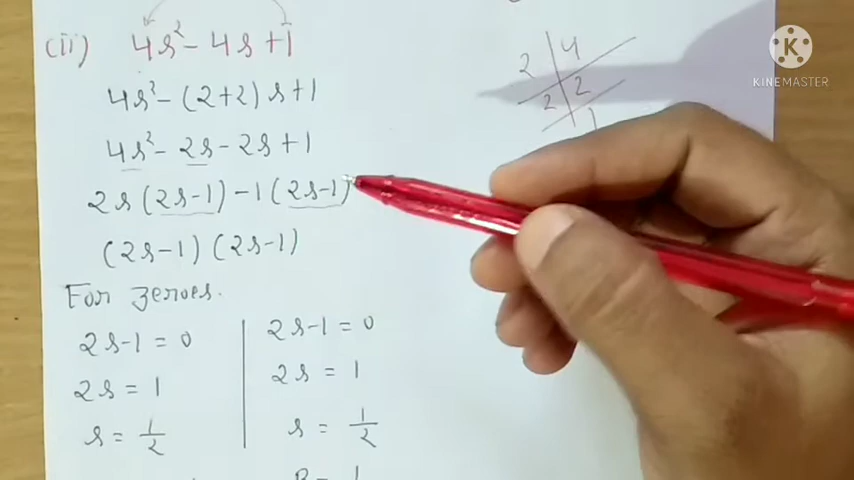 (ii) 4s² - 4s + 1
4s² - (2+2) s + 1
4s² - 2s - 2s + 1
2s (2s-1) - 1 (2s-1)
(2s-1) (2s-1)
For zeroes.
2s-1 = 0
2s = 1
s = 1/2
2s-1 = 0
2s = 1
s = 1/2
2 4
2 2
1
K
KINEMASTER